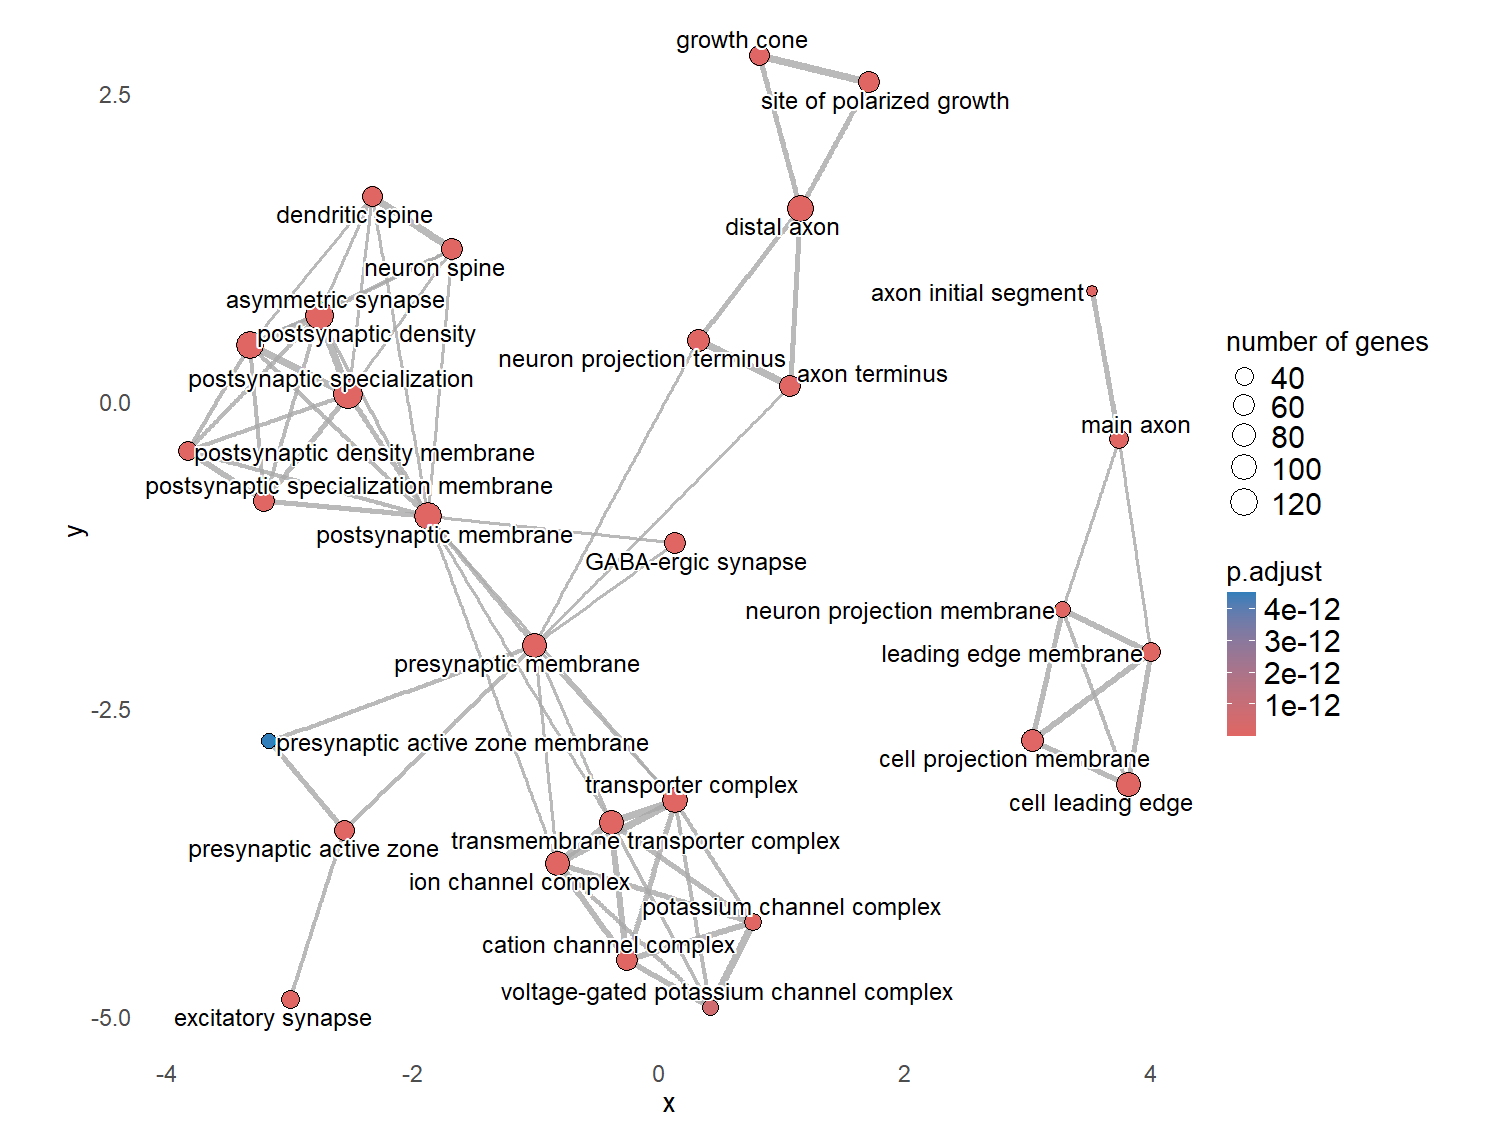 growth cone
2.5
site of polarized growth
dendritic spine
distal axon
neuron spine
axon initial segment
asymmetric synapse
postsynaptic density
number of genes
neuron projection terminus
axon terminus
40
postsynaptic specialization
60
0.0
main axon
80
postsynaptic density membrane
100
postsynaptic specialization membrane
120
y
postsynaptic membrane
GABA-ergic synapse
p.adjust
neuron projection membrane
4e-12
3e-12
leading edge membrane
presynaptic membrane
2e-12
-2.5
1e-12
presynaptic active zone membrane
cell projection membrane
transporter complex
cell leading edge
transmembrane transporter complex
presynaptic active zone
ion channel complex
potassium channel complex
cation channel complex
voltage-gated potassium channel complex
-5.0
excitatory synapse
-4
-2
0
2
4
x